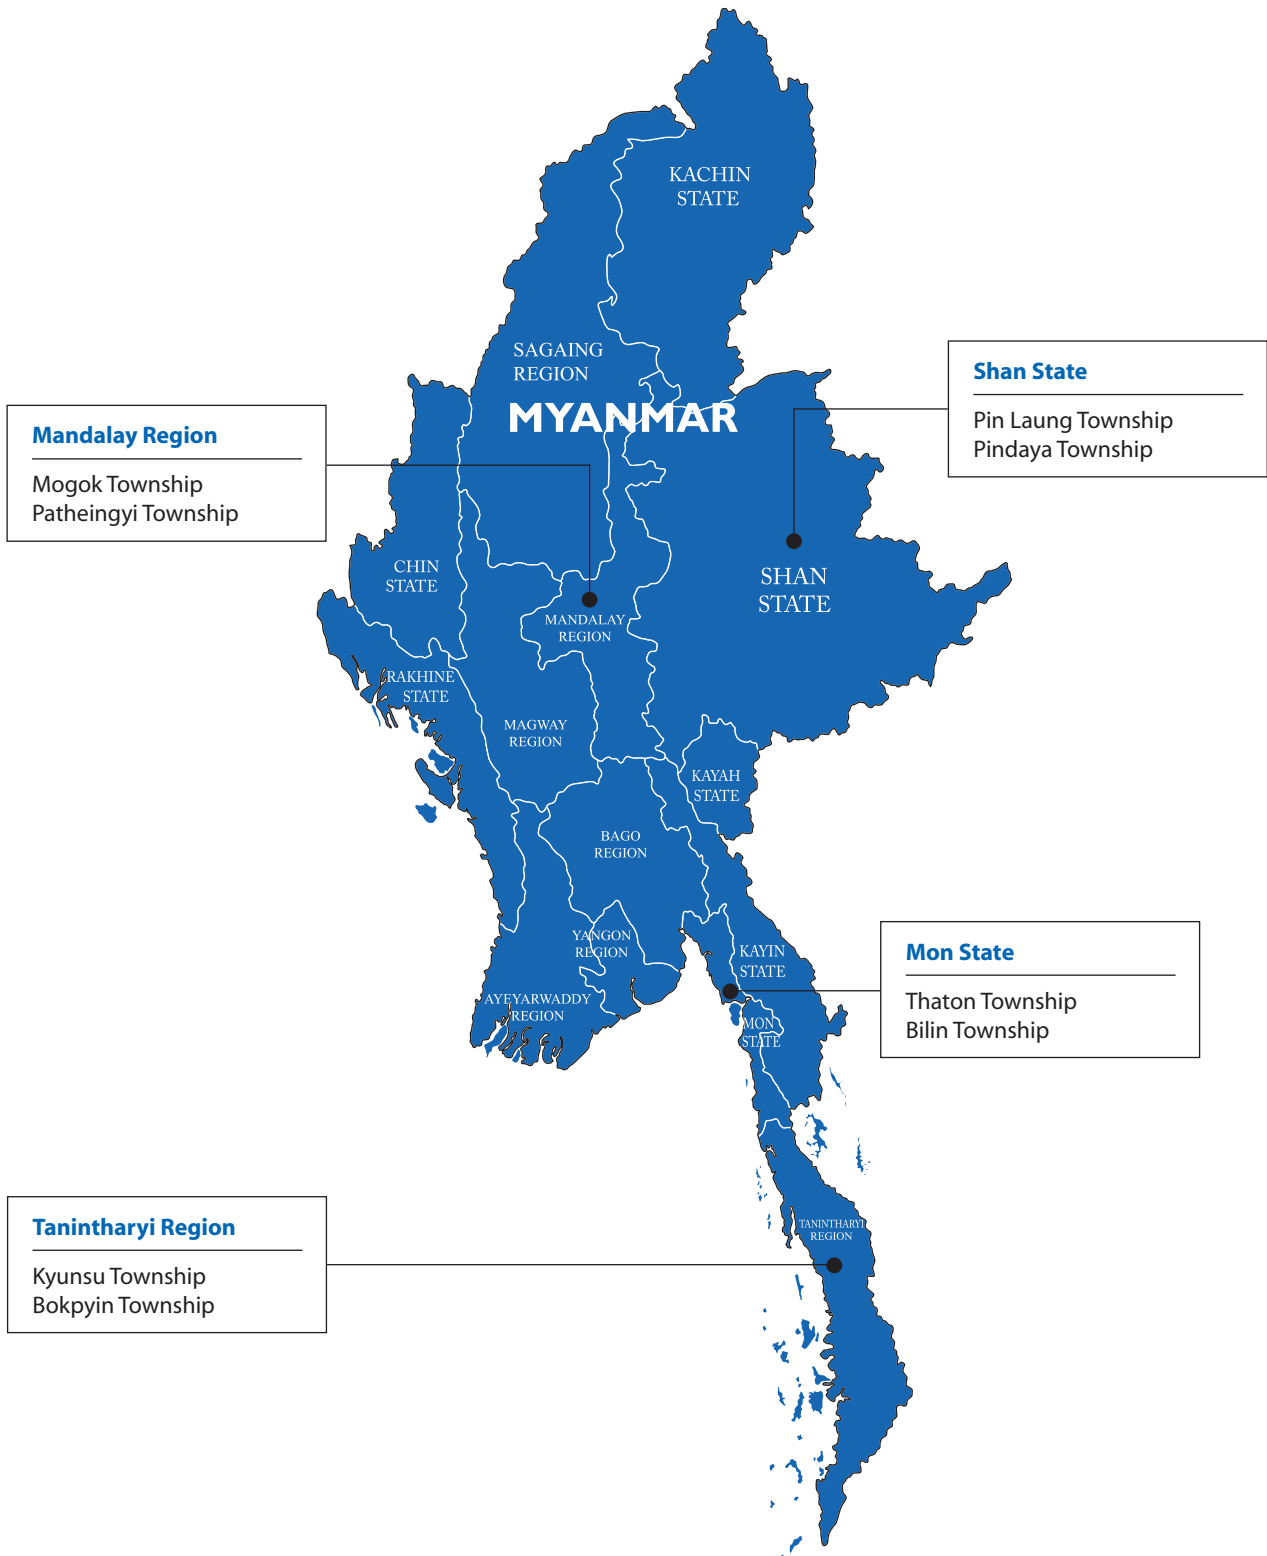 KACHIN
STATE
SAGAING
REGION
MYANMAR
Shan State
Pin Laung Township
Pindaya Township
Mandalay Region
Mogok Township
Patheingyi Township
CHIN
STATE
SHAN
STATE
MANDALAY
REGION
RAKHINE
STATE
MAGWAY
REGION
KAYAH
STATE
BAGO
REGION
YANGON
REGION
KAYIN
STATE
Mon State
Thaton Township
Bilin Township
AYEYARWADDY
REGION
MON
STATE
Tanintharyi Region
Kyunsu Township
Bokpyin Township
TANINTHARYI
REGION